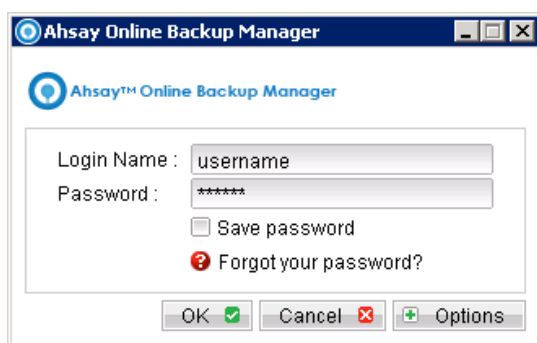 Ahsay Online Backup Manager
Ahsay™ Online Backup Manager
Login Name : username
Password : ******
Save password
Forgot your password?
OK Cancel Options